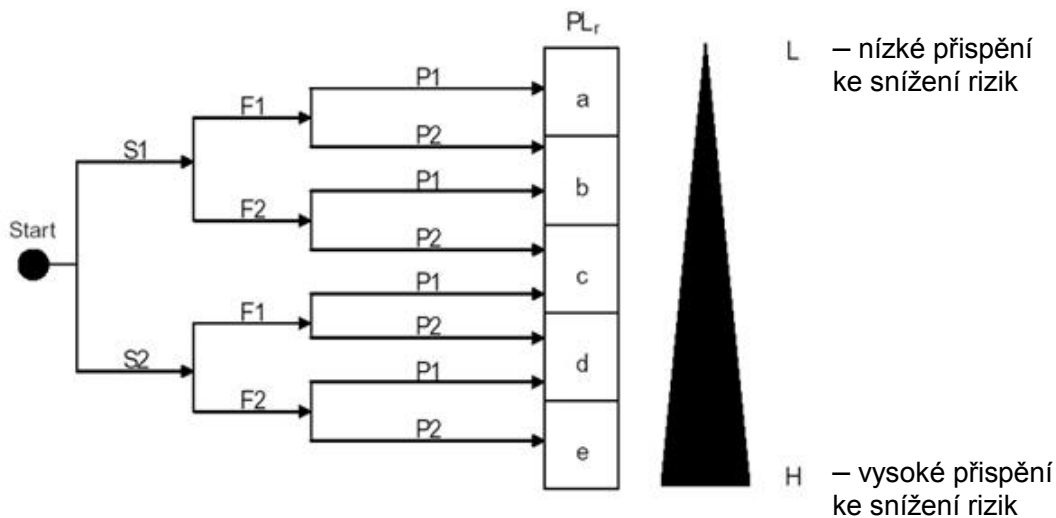 PLr
L – nízké přispění
ke snížení rizik
P1
a
F1
P2
S1
P1
b
F2
P2
Start
c
P1
F1
P2
S2
d
P1
F2
P2
e
H – vysoké přispění
ke snížení rizik